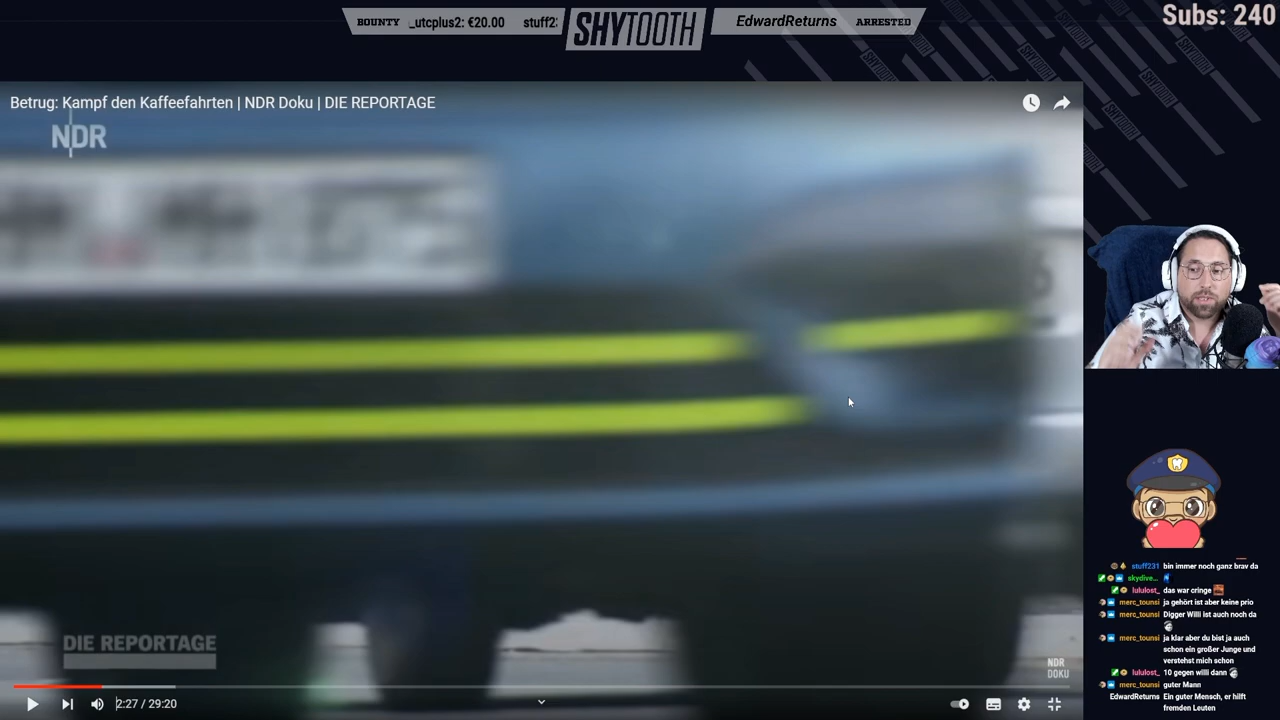 BOUNTY _utcplus2: €20.00 stuff2
SHYTOOTH
EdwardReturns ARRESTED
Subs: 240
Betrug: Kampf den Kaffeefahrten | NDR Doku | DIE REPORTAGE
NDR
DIE REPORTAGE
NDR
DOKU
2:27 / 29:20
stuff231 bin immer noch ganz brav da
skydive...
lululost_ das war cringe
merc_tounsi ja gehört ist aber keine prio
merc_tounsi Digger Willi ist auch noch da
merc_tounsi ja klar aber du bist ja auch
schon ein großer Junge und
verstehst mich schon
lululost_ 10 gegen willi dann
merc_tounsi guter Mann
EdwardReturns Ein guter Mensch, er hilft
fremden Leuten